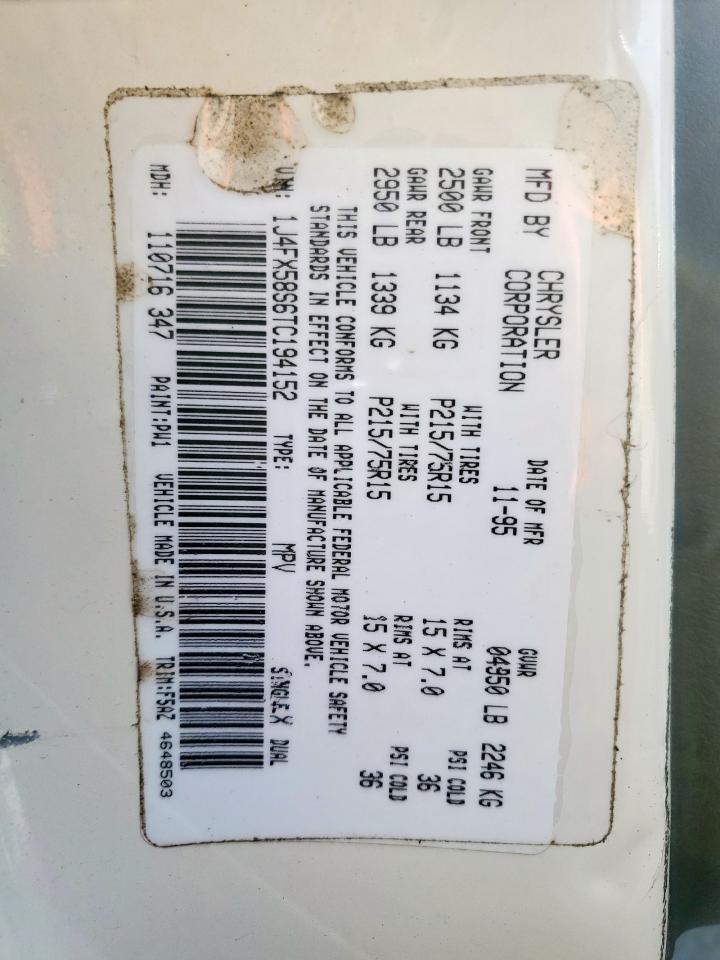 MFD BY CHRYSLER CORPORATION DATE OF MFR 11-95 GVWR 04950 LB 2246 KG
GAWR FRONT WITH TIRES RIMS AT PSI COLD
2500 LB 1134 KG P215/75R15 15 X 7.0 36
GAWR REAR WITH TIRES RIMS AT PSI COLD
2950 LB 1339 KG P215/75R15 15 X 7.0 36
THIS VEHICLE CONFORMS TO ALL APPLICABLE FEDERAL MOTOR VEHICLE SAFETY
STANDARDS IN EFFECT ON THE DATE OF MANUFACTURE SHOWN ABOVE.
1J4FX58S6TC194152 TYPE: MPV SINGLE X DUAL
MDH: 110716 347 PAINT:PW1 VEHICLE MADE IN U.S.A. TRIM:FSAZ 4648503